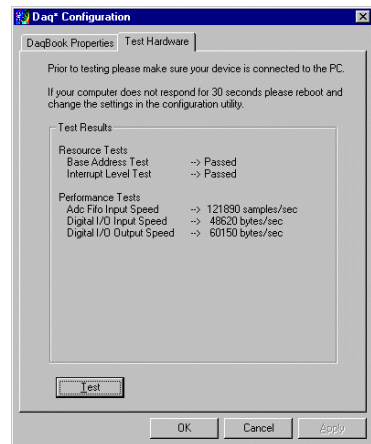 Daq* Configuration
DaqBook Properties Test Hardware
Prior to testing please make sure your device is connected to the PC.
If your computer does not respond for 30 seconds please reboot and
change the settings in the configuration utility.
Test Results
Resource Tests
Base Address Test --> Passed
Interrupt Level Test --> Passed
Performance Tests
Adc Fifo Input Speed --> 121890 samples/sec
Digital I/O Input Speed --> 48620 bytes/sec
Digital I/O Output Speed --> 60150 bytes/sec
Test
OK Cancel Apply